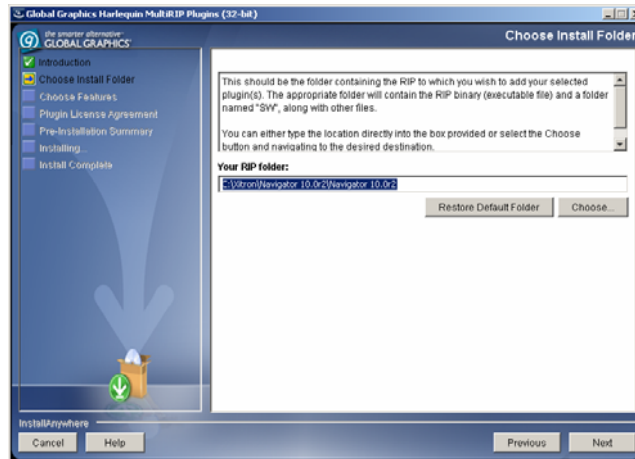 Global Graphics Harlequin MultiRIP Plugins (32-bit)
the smarter alternative
GLOBAL GRAPHICS
Choose Install Folder
Introduction
Choose Install Folder
Choose Features
Plugin License Agreement
Pre-Installation Summary
Installing...
Install Complete
This should be the folder containing the RIP to which you wish to add your selected
plugin(s). The appropriate folder will contain the RIP binary (executable file) and a folder
named "SW", along with other files.
You can either type the location directly into the box provided or select the Choose
button and navigating to the desired destination.
Your RIP folder:
C:\Xitron\Navigator 10.0r2\Navigator 10.0r2
Restore Default Folder
Choose...
InstallAnywhere
Cancel
Help
Previous
Next